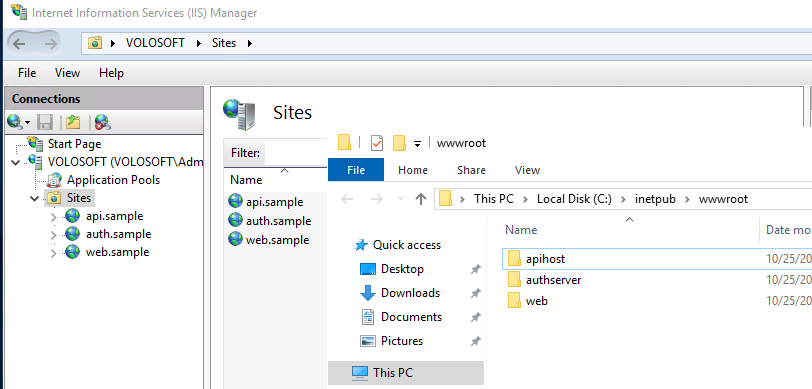 Internet Information Services (IIS) Manager
VOLOSOFT Sites
File View Help
Connections
Start Page
VOLOSOFT (VOLOSOFT\Adm
Application Pools
Sites
api.sample
auth.sample
web.sample
Sites
Filter:
Name
api.sample
auth.sample
web.sample
wwwroot
File Home Share View
This PC Local Disk (C:) inetpub wwwroot
Quick access
Desktop
Downloads
Documents
Pictures
This PC
Name Date mo
apihost 10/25/20
authserver 10/25/20
web 10/25/20